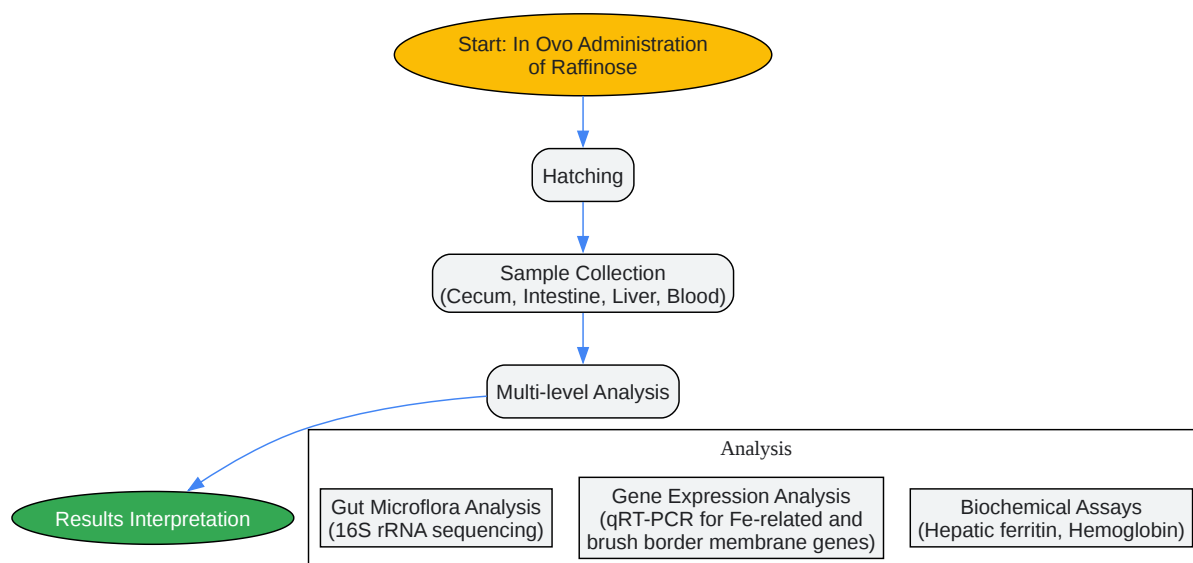 Start: In Ovo Administration
of Raffinose
Hatching
Sample Collection
(Cecum, Intestine, Liver, Blood)
Multi-level Analysis
Analysis
Results Interpretation
Gut Microflora Analysis
(16S rRNA sequencing)
Gene Expression Analysis
(qRT-PCR for Fe-related and
brush border membrane genes)
Biochemical Assays
(Hepatic ferritin, Hemoglobin)